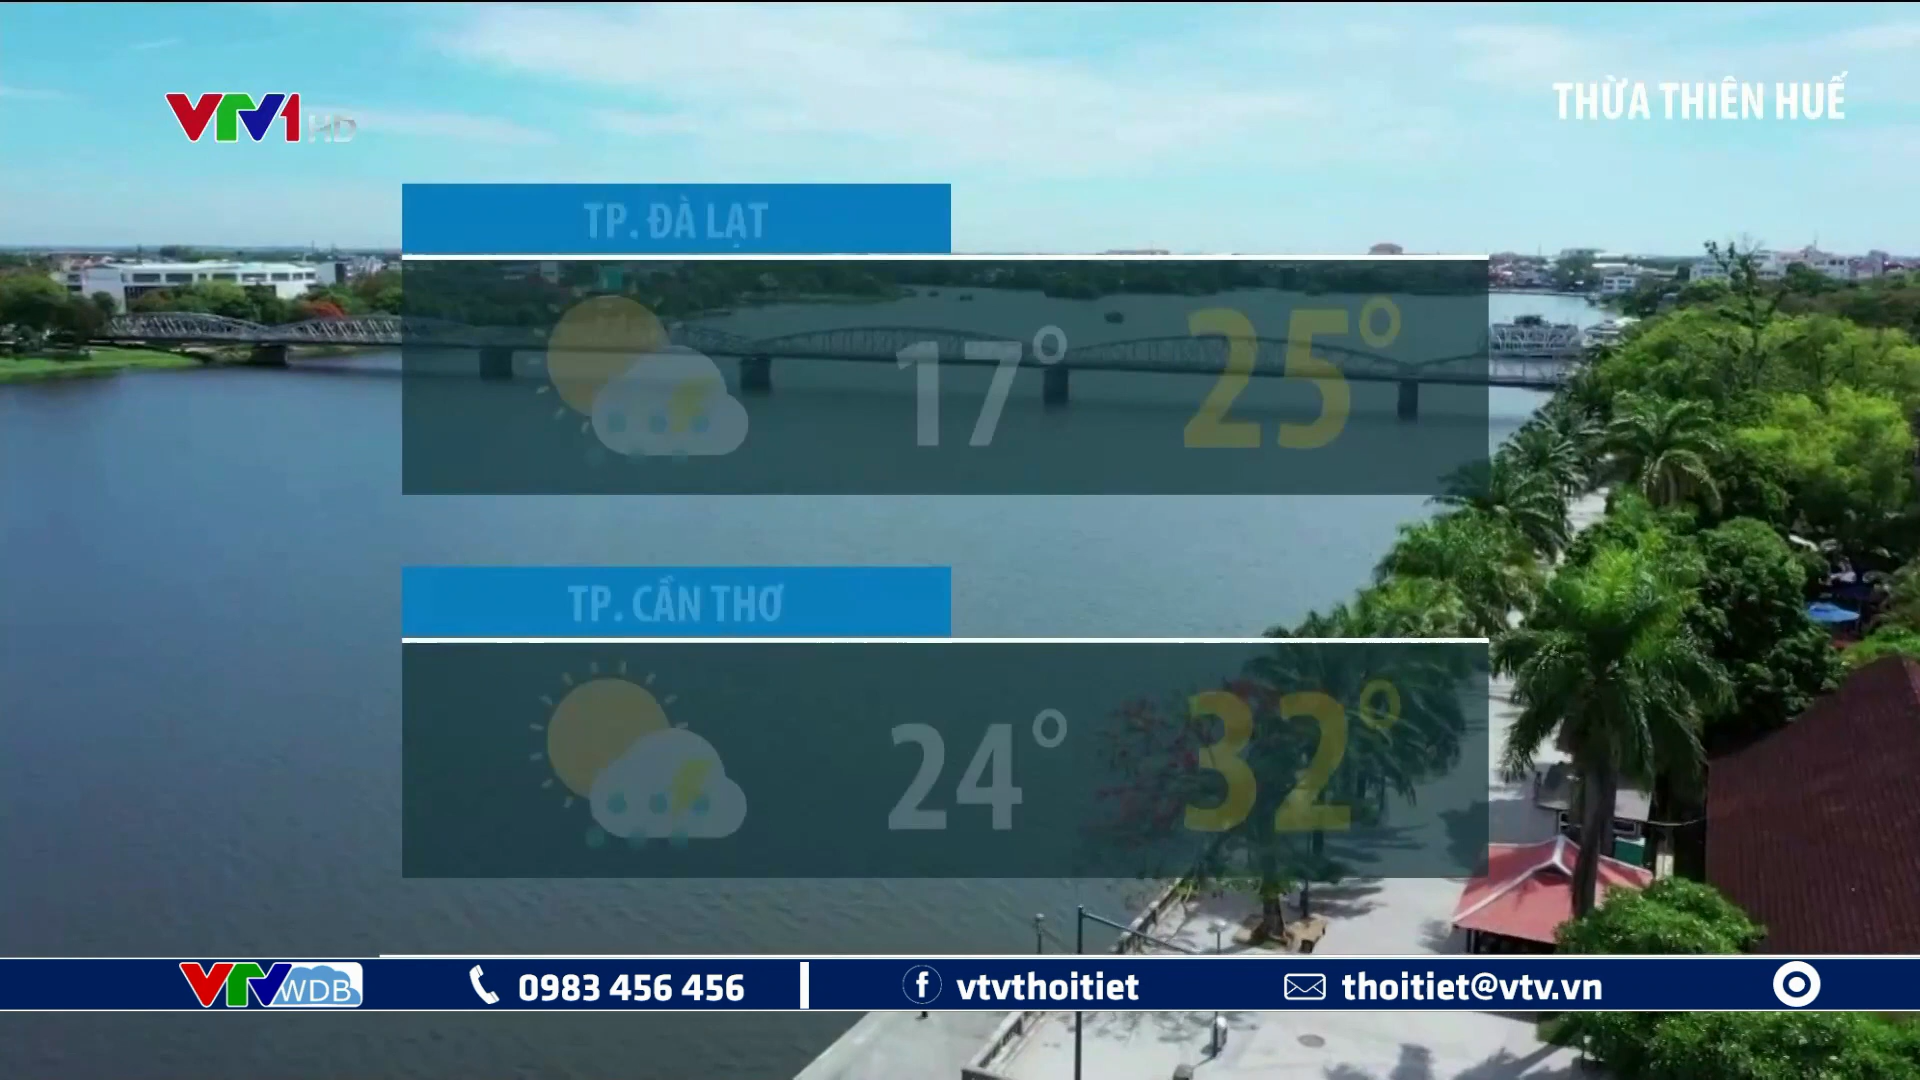 VTV1 HD
THỪA THIÊN HUẾ
TP. ĐÀ LẠT
17° 25°
TP. CẦN THƠ
24° 32°
VTV WDB 0983 456 456 vtvthoitiet thoitiet@vtv.vn